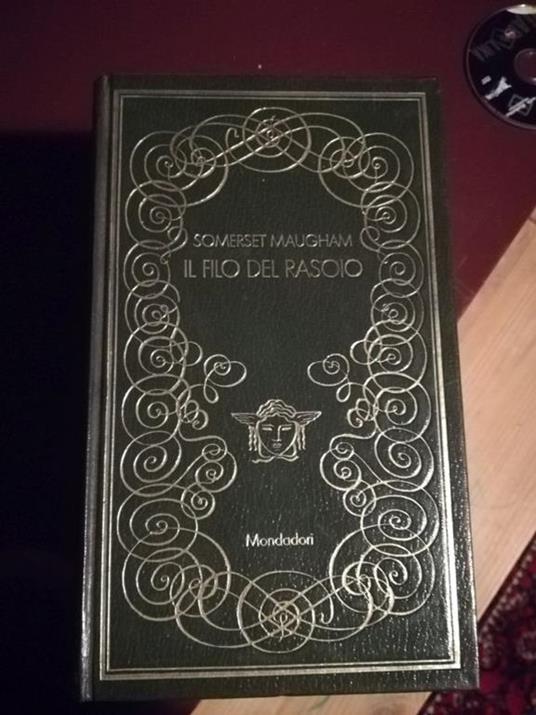 SOMERSET MAUGHAM
IL FILO DEL RASOIO
Mondadori